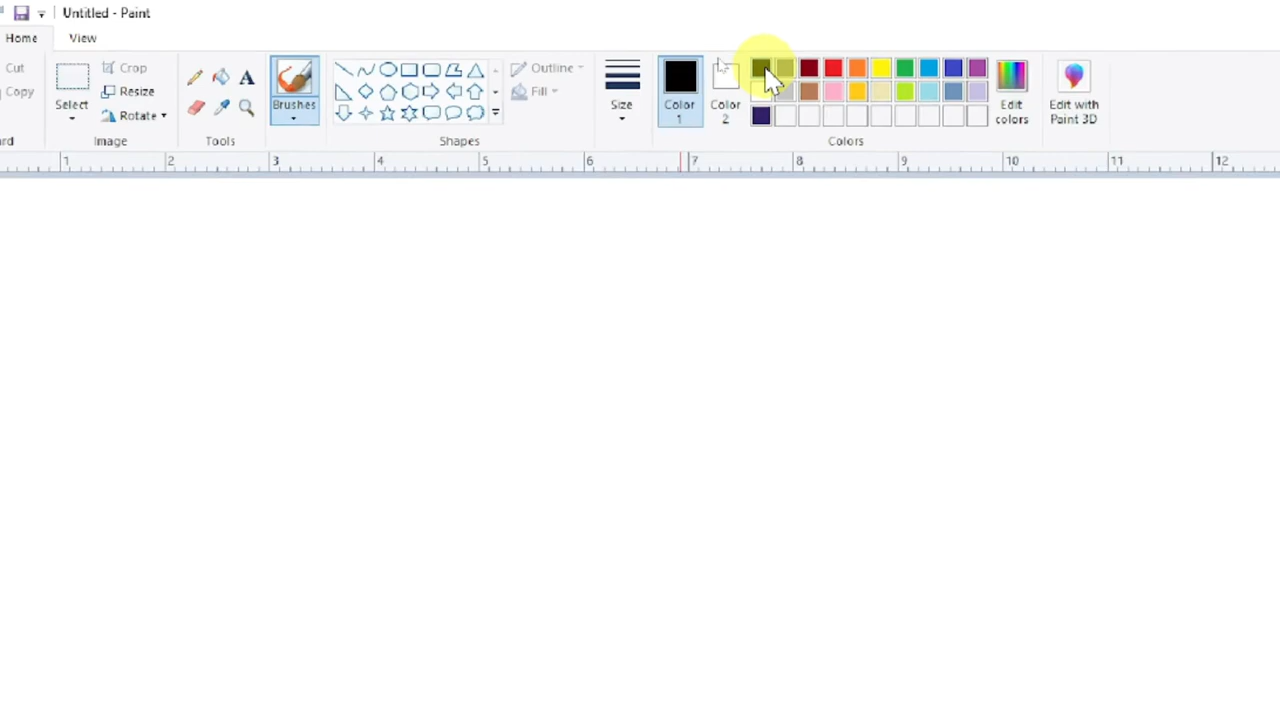 Untitled - Paint
Home View
Cut
Copy
Select
Crop
Resize
Rotate
A
Brushes
Outline
Fill
Size
Color 1
Color 2
Edit colors
Edit with Paint 3D
rd Image Tools Shapes Colors
1 2 3 4 5 6 7 8 9 10 11 12